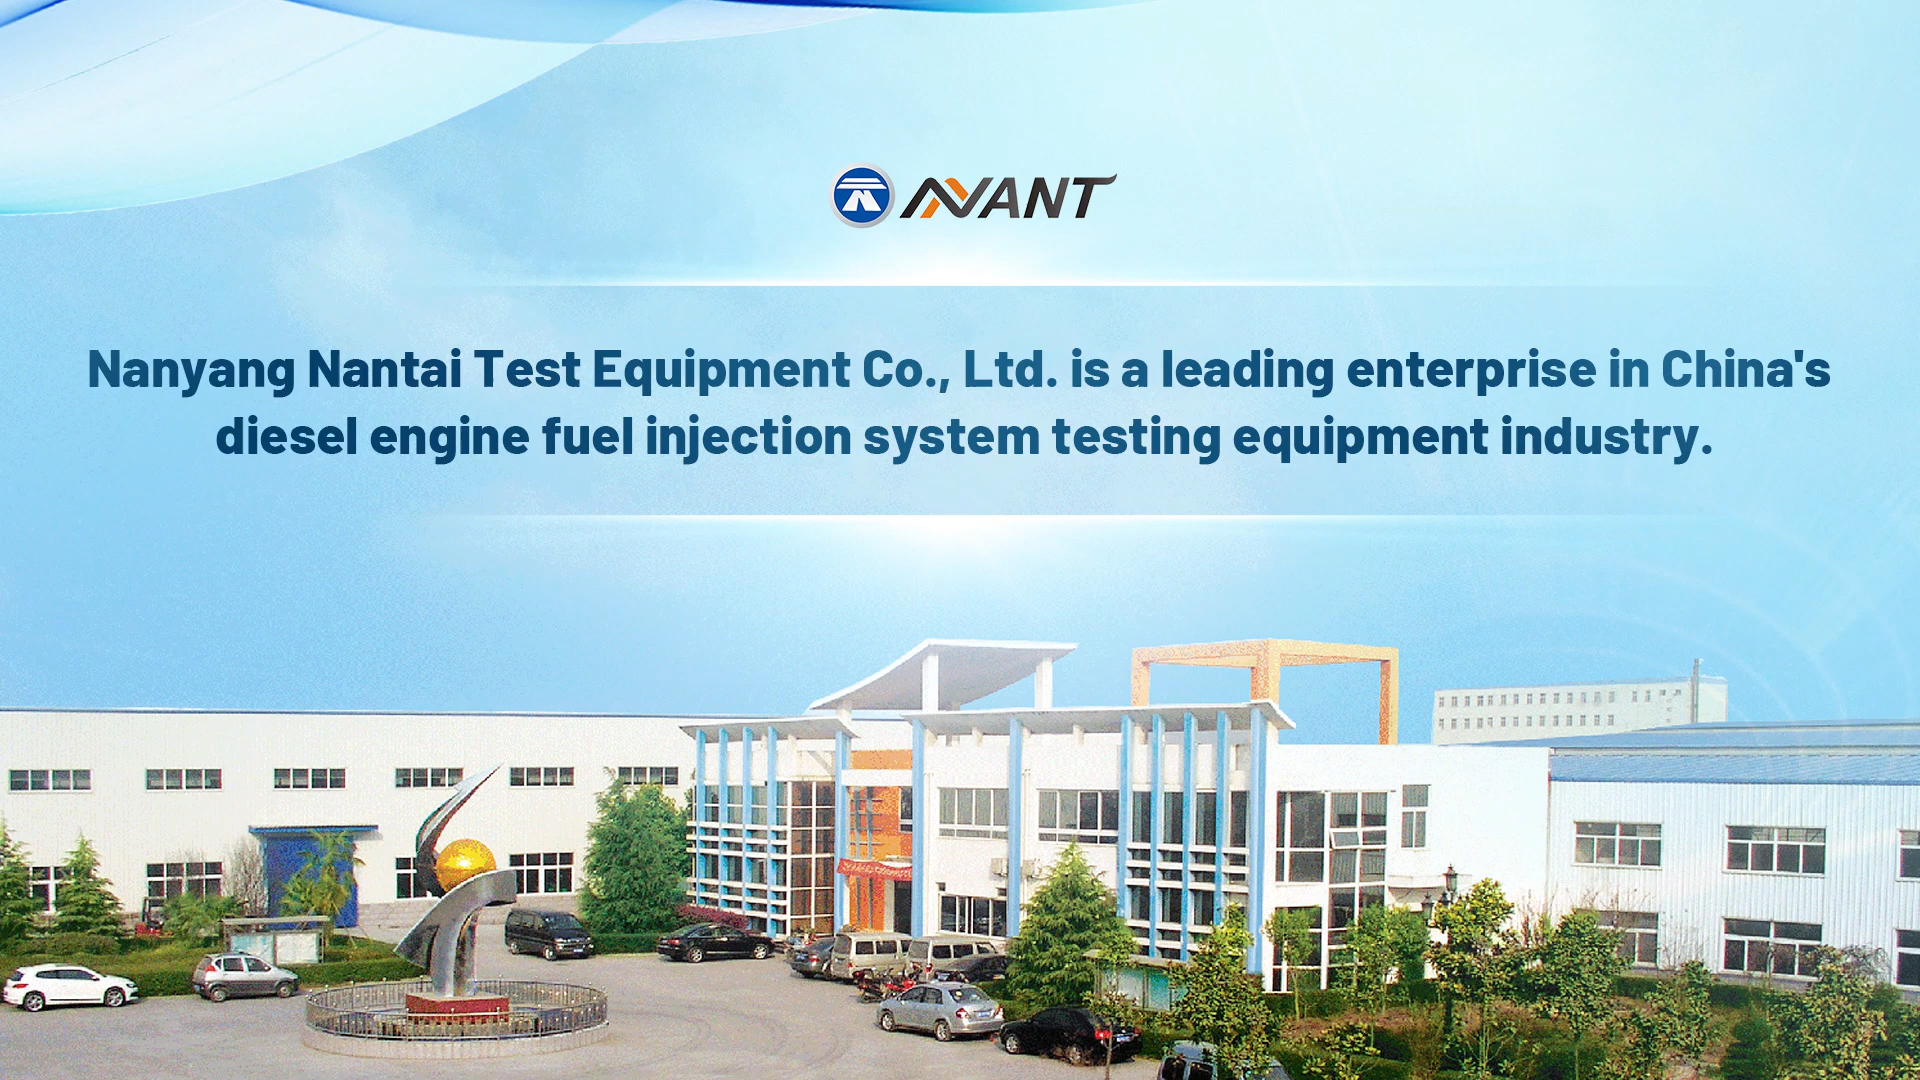 NANT
Nanyang Nantai Test Equipment Co., Ltd. is a leading enterprise in China's
diesel engine fuel injection system testing equipment industry.